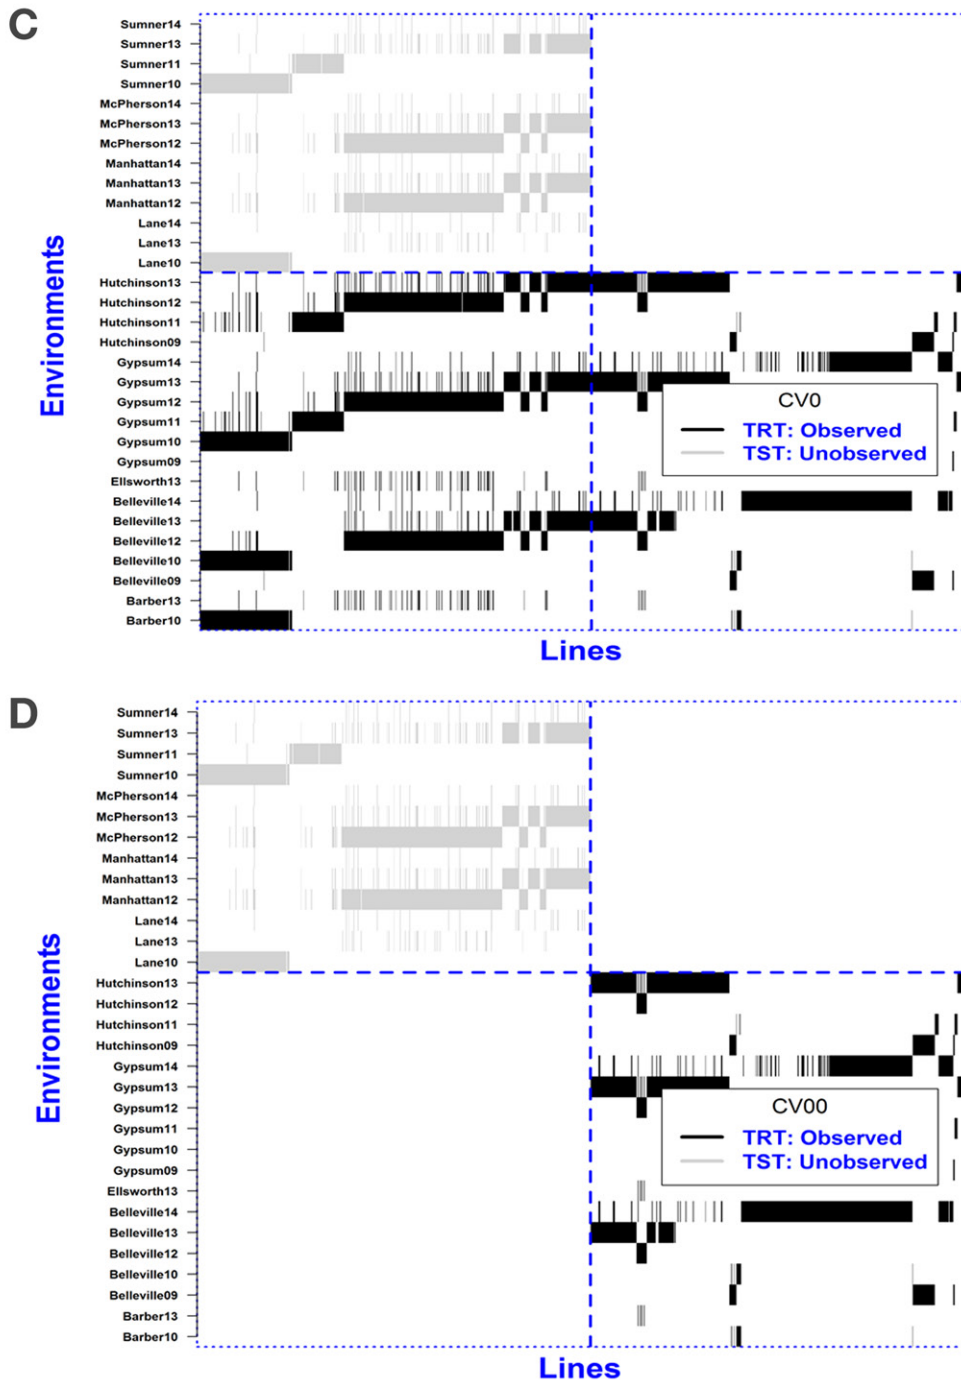 C
Sumner14
Sumner13
Sumner11
Sumner10
McPherson14
McPherson13
McPherson12
Manhattan14
Manhattan13
Manhattan12
Lane14
Lane13
Lane10
Hutchinson13
Hutchinson12
Hutchinson11
Hutchinson09
Gypsum14
Gypsum13
Gypsum12
Gypsum11
Gypsum10
Gypsum09
Ellsworth13
Belleville14
Belleville13
Belleville12
Belleville10
Belleville09
Barber13
Barber10
Environments
CV0
TRT: Observed
TST: Unobserved
Lines
D
Sumner14
Sumner13
Sumner11
Sumner10
McPherson14
McPherson13
McPherson12
Manhattan14
Manhattan13
Manhattan12
Lane14
Lane13
Lane10
Hutchinson13
Hutchinson12
Hutchinson11
Hutchinson09
Gypsum14
Gypsum13
Gypsum12
Gypsum11
Gypsum10
Gypsum09
Ellsworth13
Belleville14
Belleville13
Belleville12
Belleville10
Belleville09
Barber13
Barber10
Environments
CV00
TRT: Observed
TST: Unobserved
Lines